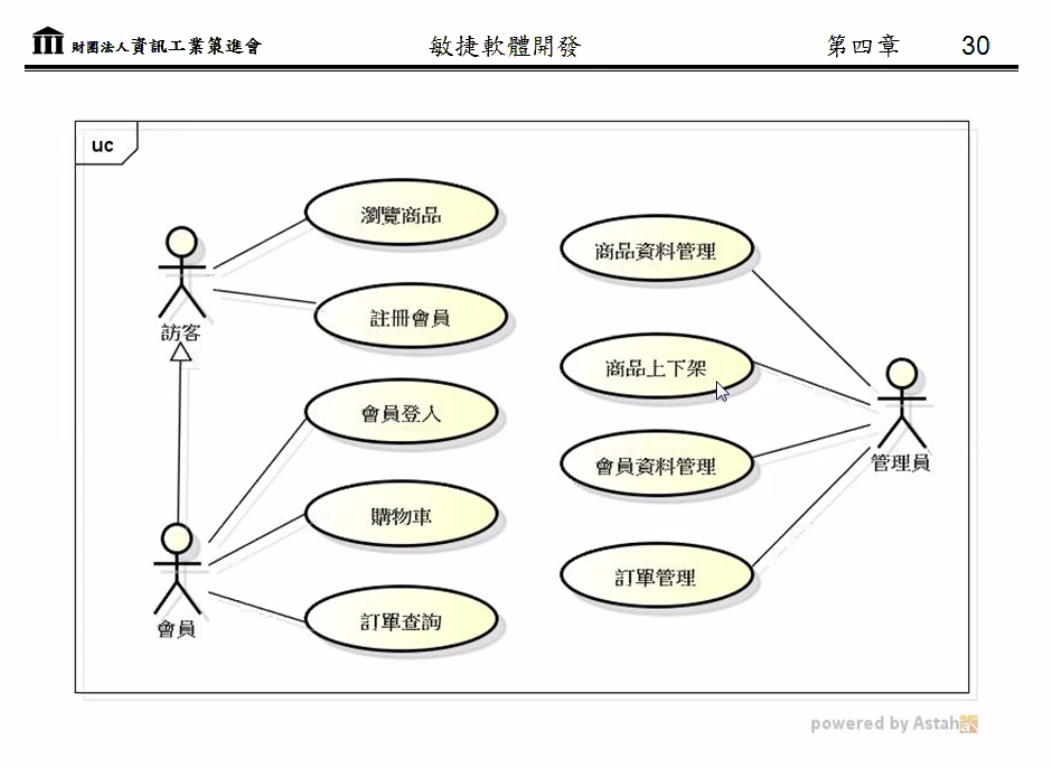 財團法人資訊工業策進會 敏捷軟體開發 第四章 30
uc
瀏覽商品
商品資料管理
訪客
註冊會員
商品上下架
會員登入
會員資料管理
管理員
購物車
訂單管理
會員
訂單查詢
powered by Astah